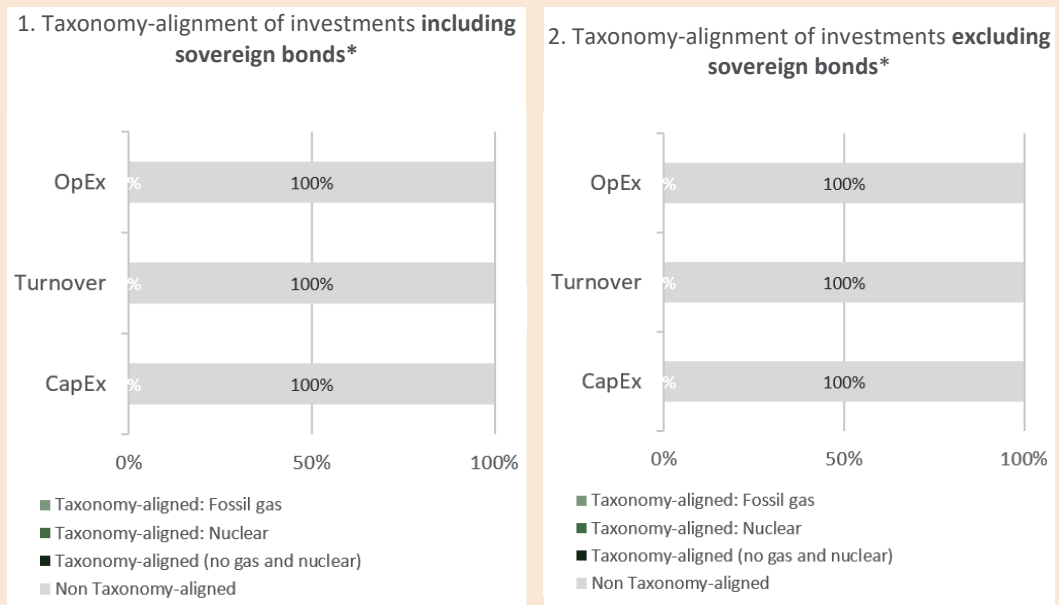 1. Taxonomy-alignment of investments including
sovereign bonds*
OpEx
%
100%
Turnover
%
100%
CapEx
%
100%
0%
50%
100%
Taxonomy-aligned: Fossil gas
Taxonomy-aligned: Nuclear
Taxonomy-aligned (no gas and nuclear)
Non Taxonomy-aligned
2. Taxonomy-alignment of investments excluding
sovereign bonds*
OpEx
%
100%
Turnover
%
100%
CapEx
%
100%
0%
50%
100%
Taxonomy-aligned: Fossil gas
Taxonomy-aligned: Nuclear
Taxonomy-aligned (no gas and nuclear)
Non Taxonomy-aligned